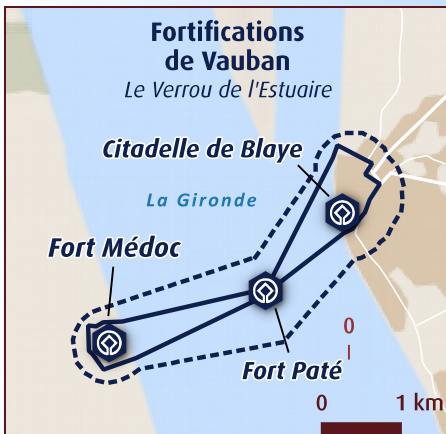 Fortifications
de Vauban
Le Verrou de l'Estuaire
Citadelle de Blaye
La Gironde
Fort Médoc
Fort Paté
0
0 1 km